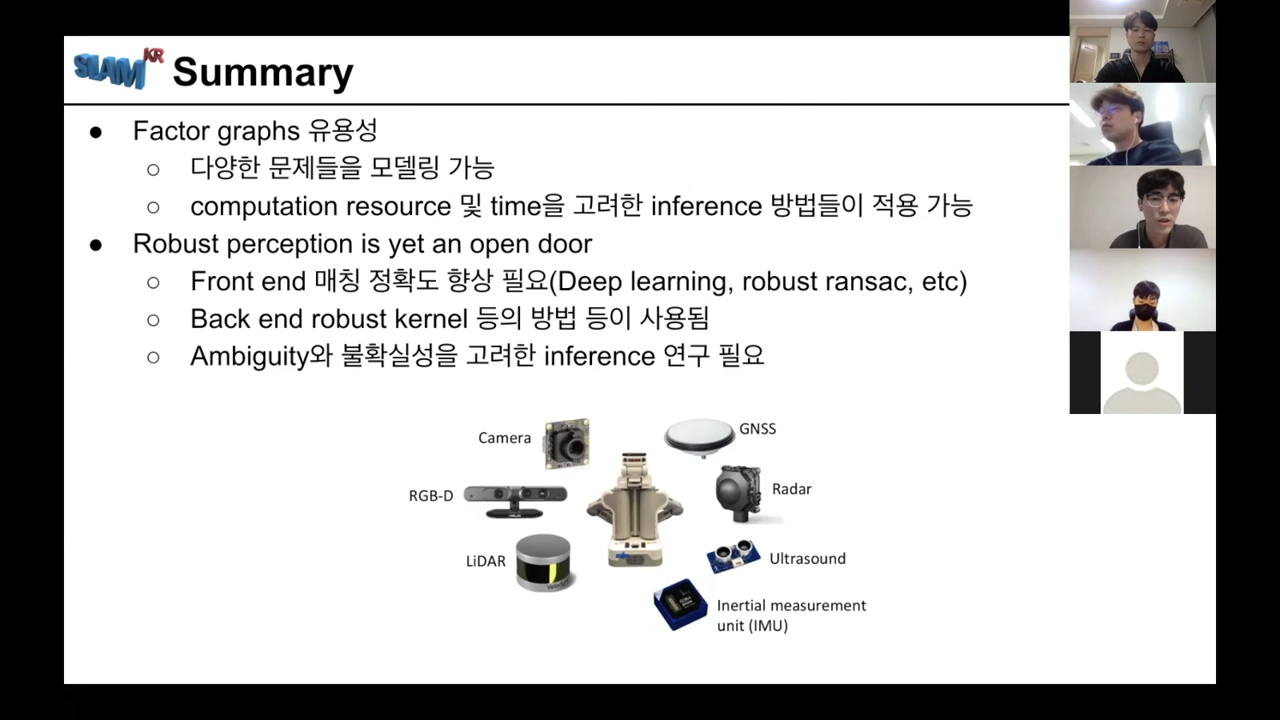 SLAM KR Summary
● Factor graphs 유용성
○ 다양한 문제들을 모델링 가능
○ computation resource 및 time을 고려한 inference 방법들이 적용 가능
● Robust perception is yet an open door
○ Front end 매칭 정확도 향상 필요(Deep learning, robust ransac, etc)
○ Back end robust kernel 등의 방법 등이 사용됨
○ Ambiguity와 불확실성을 고려한 inference 연구 필요
Camera
GNSS
RGB-D
Radar
LiDAR
Ultrasound
Inertial measurement
unit (IMU)